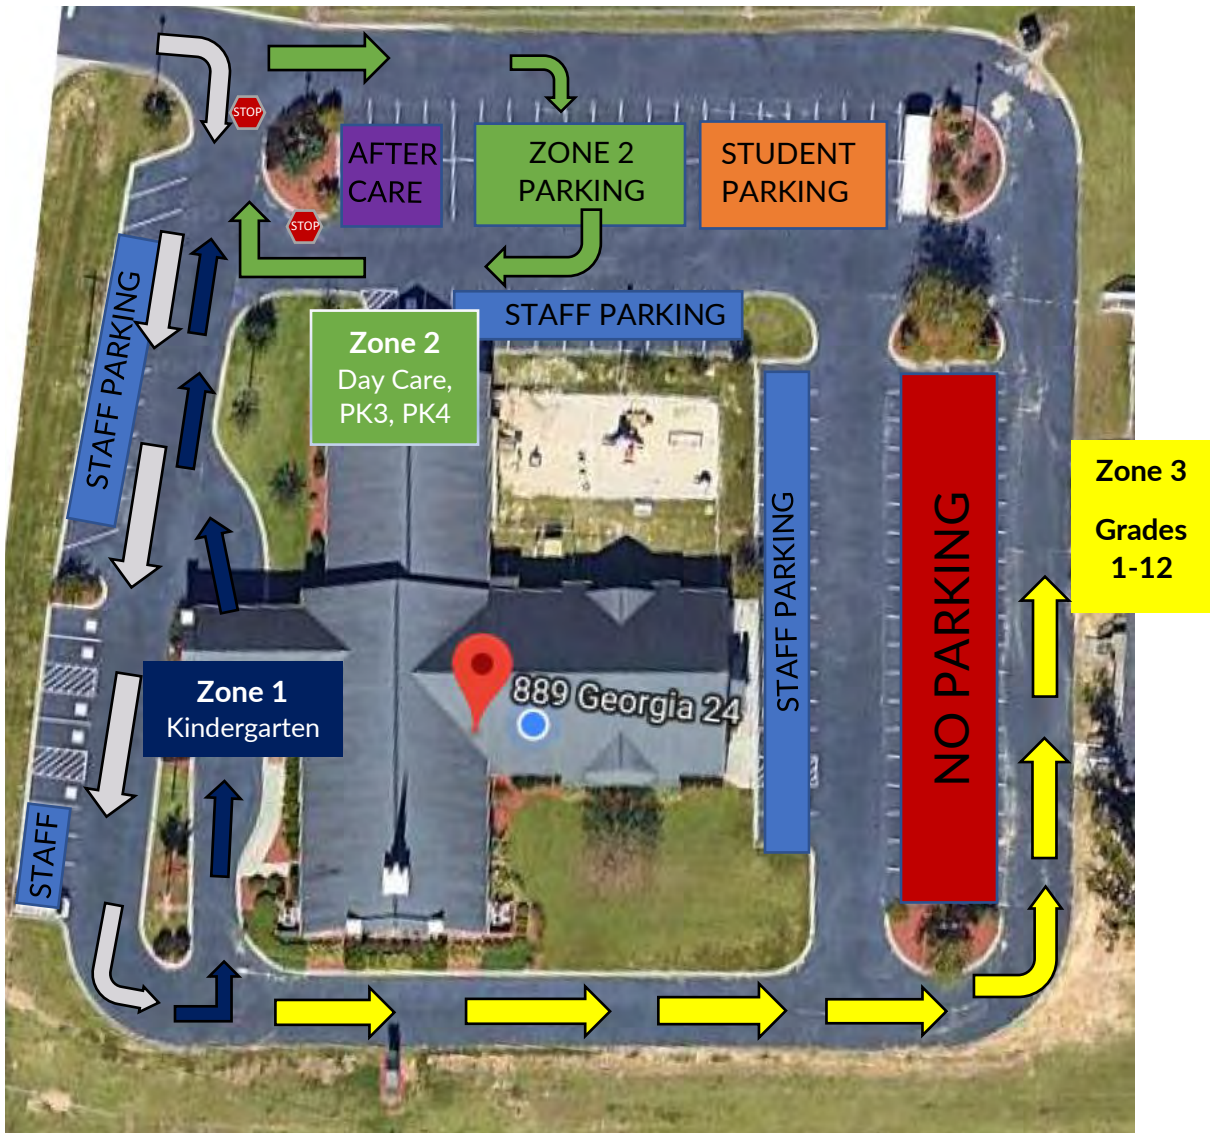 STOP
AFTER
CARE
ZONE 2
PARKING
STUDENT
PARKING
STOP
STAFF PARKING
STAFF PARKING
Zone 2
Day Care,
PK3, PK4
STAFF PARKING
NO PARKING
Zone 3
Grades
1-12
Zone 1
Kindergarten
889 Georgia 24
STAFF